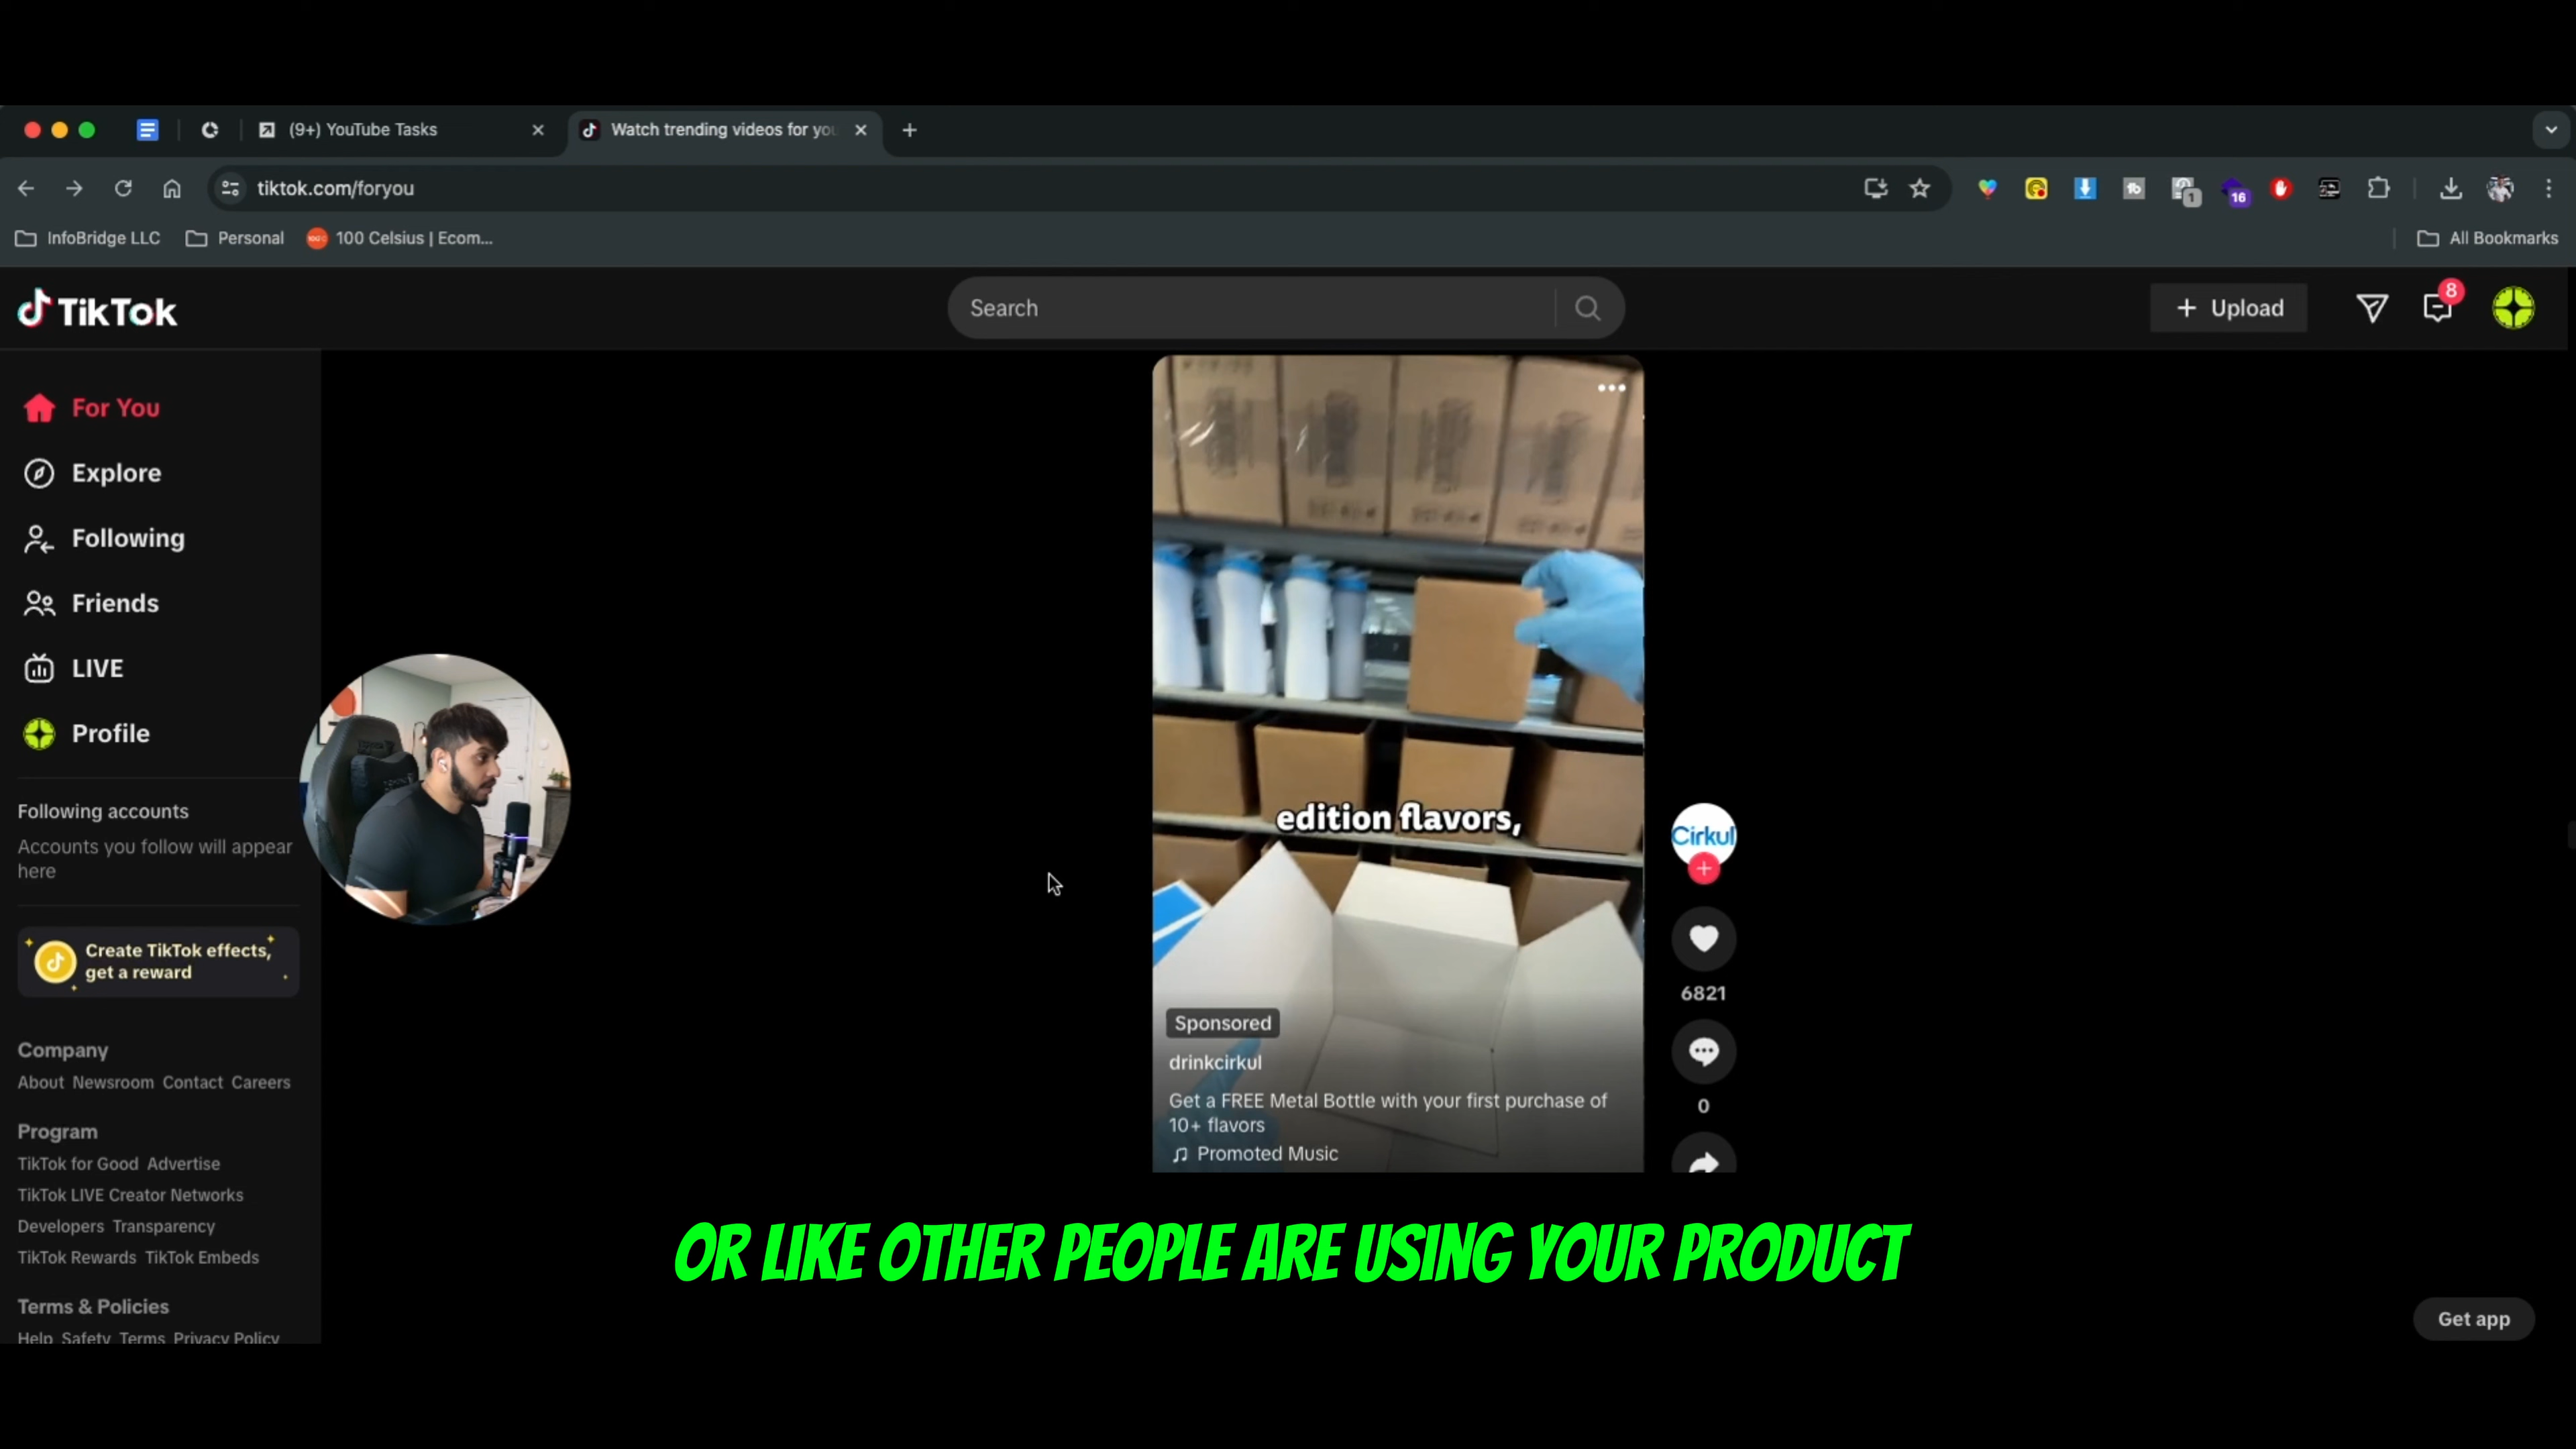 (9+) YouTube Tasks
Watch trending videos for you
tiktok.com/foryou
1
16
InfoBridge LLC
Personal
100 Celsius | Ecom...
All Bookmarks
TikTok
Search
Upload
8
For You
Explore
Following
Friends
LIVE
Profile
Following accounts
Accounts you follow will appear
here
Create TikTok effects,
get a reward
Company
About Newsroom Contact Careers
Program
TikTok for Good Advertise
TikTok LIVE Creator Networks
Developers Transparency
TikTok Rewards TikTok Embeds
Terms & Policies
Help Safety Terms Privacy Policy
edition flavors,
Sponsored
drinkcirkul
Get a FREE Metal Bottle with your first purchase of
10+ flavors
Promoted Music
Cirkul
6821
0
OR LIKE OTHER PEOPLE ARE USING YOUR PRODUCT
Get app